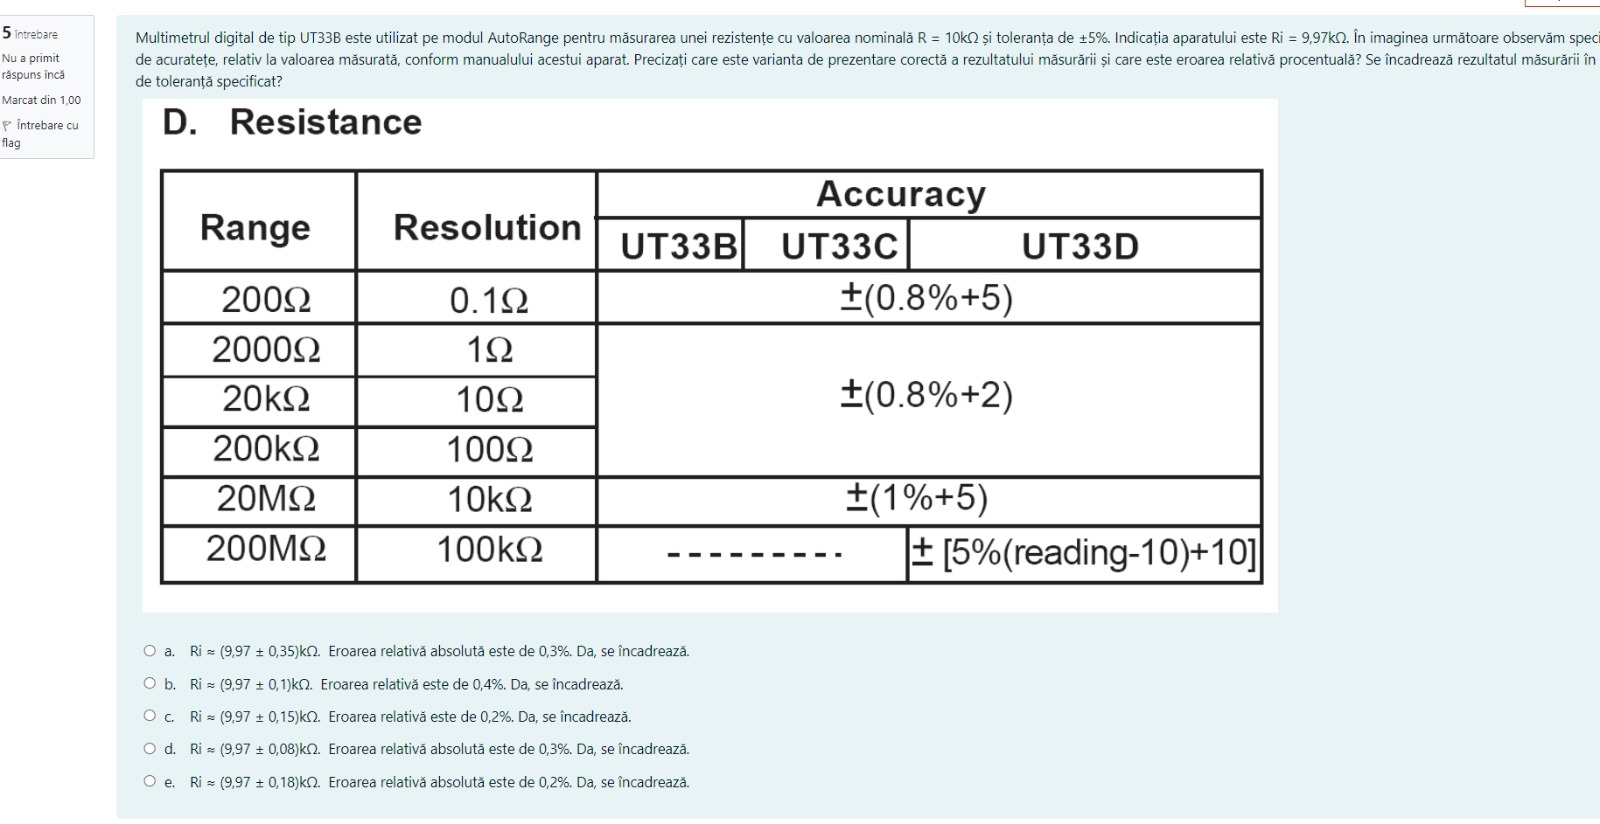 5 întrebare
Nu a primit
răspuns încă
Marcat din 1,00
Întrebare cu
flag
Multimetrul digital de tip UT33B este utilizat pe modul AutoRange pentru măsurarea unei rezistențe cu valoarea nominală R = 10kΩ și toleranța de ±5%. Indicația aparatului este Ri = 9,97kΩ. În imaginea următoare observăm speci
de acuratețe, relativ la valoarea măsurată, conform manualului acestui aparat. Precizați care este varianta de prezentare corectă a rezultatului măsurării și care este eroarea relativă procentuală? Se încadrează rezultatul măsurării în
de toleranță specificat?
D. Resistance
Range Resolution Accuracy
UT33B UT33C UT33D
200Ω 0.1Ω ±(0.8%+5)
2000Ω 1Ω
20kΩ 10Ω ±(0.8%+2)
200kΩ 100Ω
20MΩ 10kΩ ±(1%+5)
200MΩ 100kΩ --------- ± [5%(reading-10)+10]
a. Ri ≈ (9,97 ± 0,35)kΩ. Eroarea relativă absolută este de 0,3%. Da, se încadrează.
b. Ri ≈ (9,97 ± 0,1)kΩ. Eroarea relativă este de 0,4%. Da, se încadrează.
c. Ri ≈ (9,97 ± 0,15)kΩ. Eroarea relativă este de 0,2%. Da, se încadrează.
d. Ri ≈ (9,97 ± 0,08)kΩ. Eroarea relativă absolută este de 0,3%. Da, se încadrează.
e. Ri ≈ (9,97 ± 0,18)kΩ. Eroarea relativă absolută este de 0,2%. Da, se încadrează.